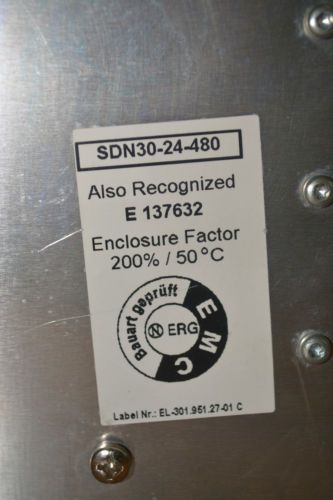 SDN30-24-480
Also Recognized
E 137632
Enclosure Factor
200% / 50°C
Bauart geprüft
N ERG
EMC
Label Nr.: EL-301.951.27-01 C